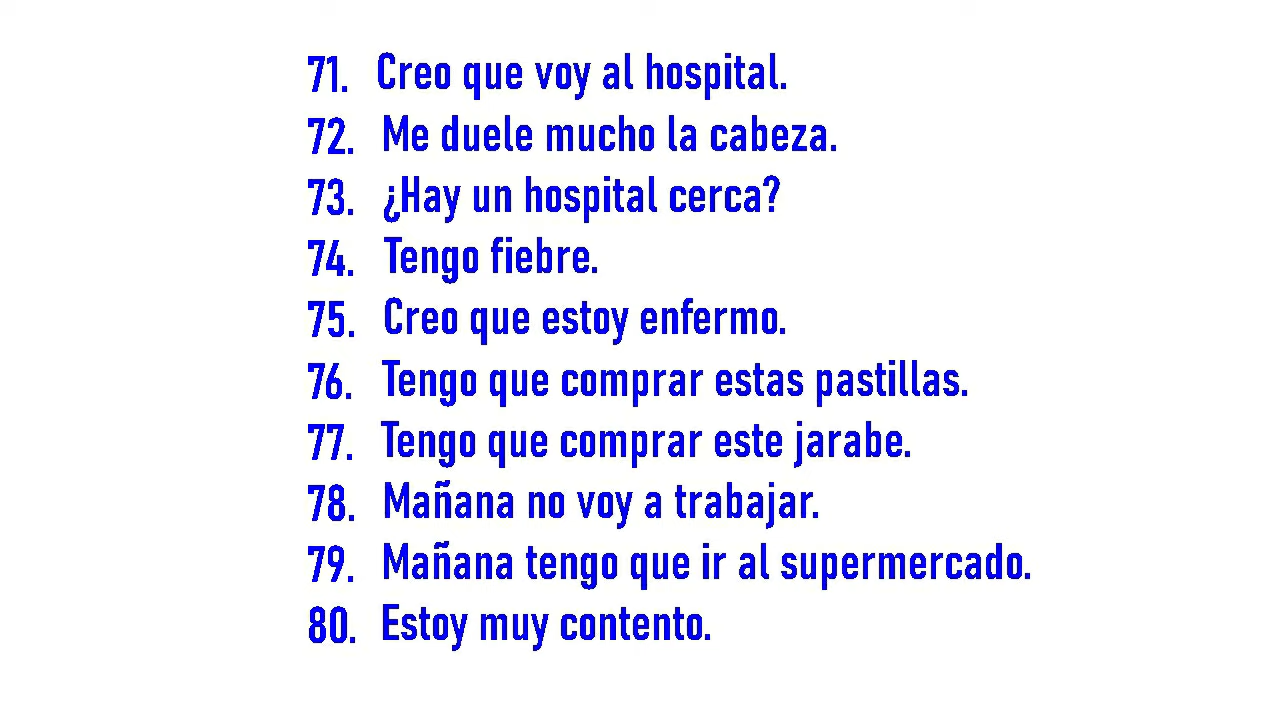 71. Creo que voy al hospital.
72. Me duele mucho la cabeza.
73. ¿Hay un hospital cerca?
74. Tengo fiebre.
75. Creo que estoy enfermo.
76. Tengo que comprar estas pastillas.
77. Tengo que comprar este jarabe.
78. Mañana no voy a trabajar.
79. Mañana tengo que ir al supermercado.
80. Estoy muy contento.